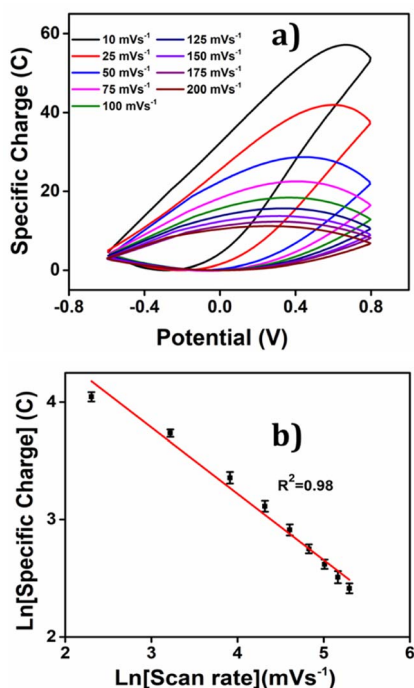 a)
10 mVs⁻¹ 125 mVs⁻¹
25 mVs⁻¹ 150 mVs⁻¹
50 mVs⁻¹ 175 mVs⁻¹
75 mVs⁻¹ 200 mVs⁻¹
100 mVs⁻¹
Specific Charge (C)
60
40
20
0
-0.8 -0.4 0.0 0.4 0.8
Potential (V)
b)
R²=0.98
Ln[Specific Charge] (C)
4
3
2
2 3 4 5 6
Ln[Scan rate](mVs⁻¹)